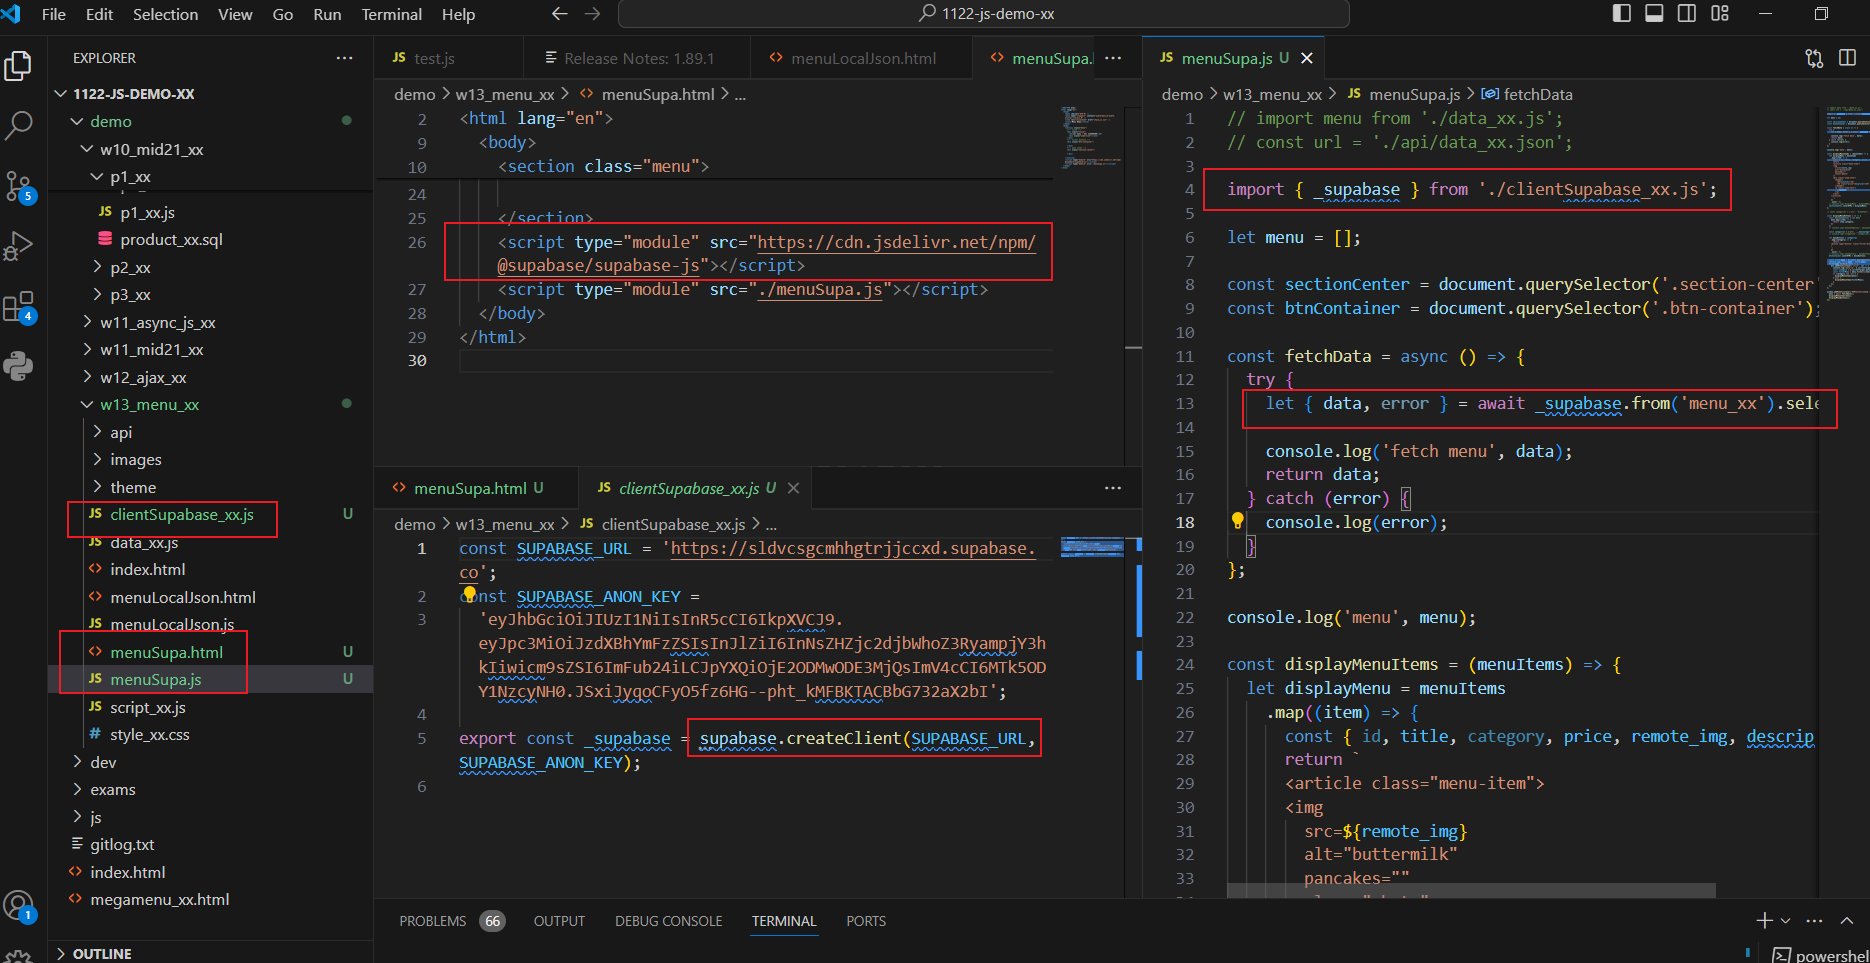 File Edit Selection View Go Run Terminal Help
1122-js-demo-xx
EXPLORER
1122-JS-DEMO-XX
demo
w10_mid21_xx
p1_xx
JS p1_xx.js
product_xx.sql
p2_xx
p3_xx
w11_async_js_xx
w11_mid21_xx
w12_ajax_xx
w13_menu_xx
api
images
theme
JS clientSupabase_xx.js U
JS data_xx.js
index.html
menuLocalJson.html
JS menuLocalJson.js
menuSupa.html U
JS menuSupa.js U
JS script_xx.js
# style_xx.css
dev
exams
js
gitlog.txt
index.html
megamenu_xx.html
OUTLINE
5
4
1
JS test.js
Release Notes: 1.89.1
menuLocalJson.html
menuSupa.
demo > w13_menu_xx > menuSupa.html > ...
2 <html lang="en">
9 <body>
10 <section class="menu">
24
25 </section>
26 <script type="module" src="https://cdn.jsdelivr.net/npm/
@supabase/supabase-js"></script>
27 <script type="module" src="./menuSupa.js"></script>
28 </body>
29 </html>
30
menuSupa.html U
JS clientSupabase_xx.js U
demo > w13_menu_xx > JS clientSupabase_xx.js > ...
1 const SUPABASE_URL = 'https://sldvcsgcmhhgtrjjccxd.supabase.
co';
2 const SUPABASE_ANON_KEY =
3 'eyJhbGciOiJIUzI1NiIsInR5cCI6IkpXVCJ9.
eyJpc3MiOiJzdXBhYmFzZSIsInJlZiI6InNsZHZjc2djbWhoZ3RyampjY3h
kIiwicm9sZSI6ImFub24iLCJpYXQiOjE2ODMwODE3MjQsImV4cCI6MTk5OD
Y1NzcyNH0.JSxiJyqoCFyO5fz6HG--pht_kMFBKTACBbG732aX2bI';
4
5 export const _supabase = supabase.createClient(SUPABASE_URL,
SUPABASE_ANON_KEY);
6
JS menuSupa.js U
demo > w13_menu_xx > JS menuSupa.js > fetchData
1 // import menu from './data_xx.js';
2 // const url = './api/data_xx.json';
3
4 import { _supabase } from './clientSupabase_xx.js';
5
6 let menu = [];
7
8 const sectionCenter = document.querySelector('.section-center'
9 const btnContainer = document.querySelector('.btn-container');
10
11 const fetchData = async () => {
12 try {
13 let { data, error } = await _supabase.from('menu_xx').sele
14
15 console.log('fetch menu', data);
16 return data;
17 } catch (error) {
18 console.log(error);
19 }
20 };
21
22 console.log('menu', menu);
23
24 const displayMenuItems = (menuItems) => {
25 let displayMenu = menuItems
26 .map((item) => {
27 const { id, title, category, price, remote_img, descrip
28 return `
29 <article class="menu-item">
30 <img
31 src=${remote_img}
32 alt="buttermilk"
33 pancakes=""
PROBLEMS 66 OUTPUT DEBUG CONSOLE TERMINAL PORTS
powershel